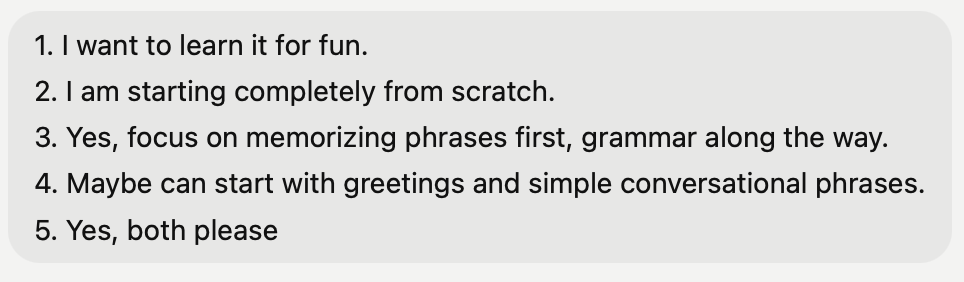 1. I want to learn it for fun.
2. I am starting completely from scratch.
3. Yes, focus on memorizing phrases first, grammar along the way.
4. Maybe can start with greetings and simple conversational phrases.
5. Yes, both please